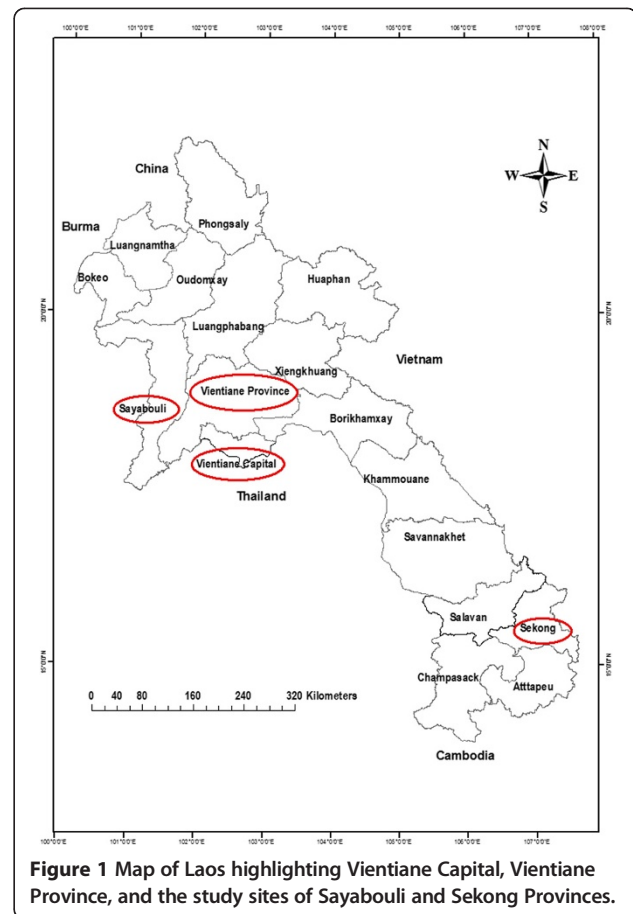 100°0'0"E 101°0'0"E 102°0'0"E 103°0'0"E 104°0'0"E 105°0'0"E 106°0'0"E 107°0'0"E 108°0'0"E
N
W E
S
China
Phongsaly
Burma
Luangnamtha
Bokeo
Oudomxay
Huaphan
20°0'0"N 20°0'0"N
Luangphabang
Vietnam
Xiengkhuang
Vientiane Province
Sayabouli
Borikhamxay
Vientiane Capital
Khammouane
Thailand
Savannakhet
Salavan
Sekong
15°0'0"N 15°0'0"N
Champasack
Atttapeu
0 40 80 160 240 320 Kilometers
Cambodia
100°0'0"E 101°0'0"E 102°0'0"E 103°0'0"E 104°0'0"E 105°0'0"E 106°0'0"E 107°0'0"E
Figure 1 Map of Laos highlighting Vientiane Capital, Vientiane
Province, and the study sites of Sayabouli and Sekong Provinces.